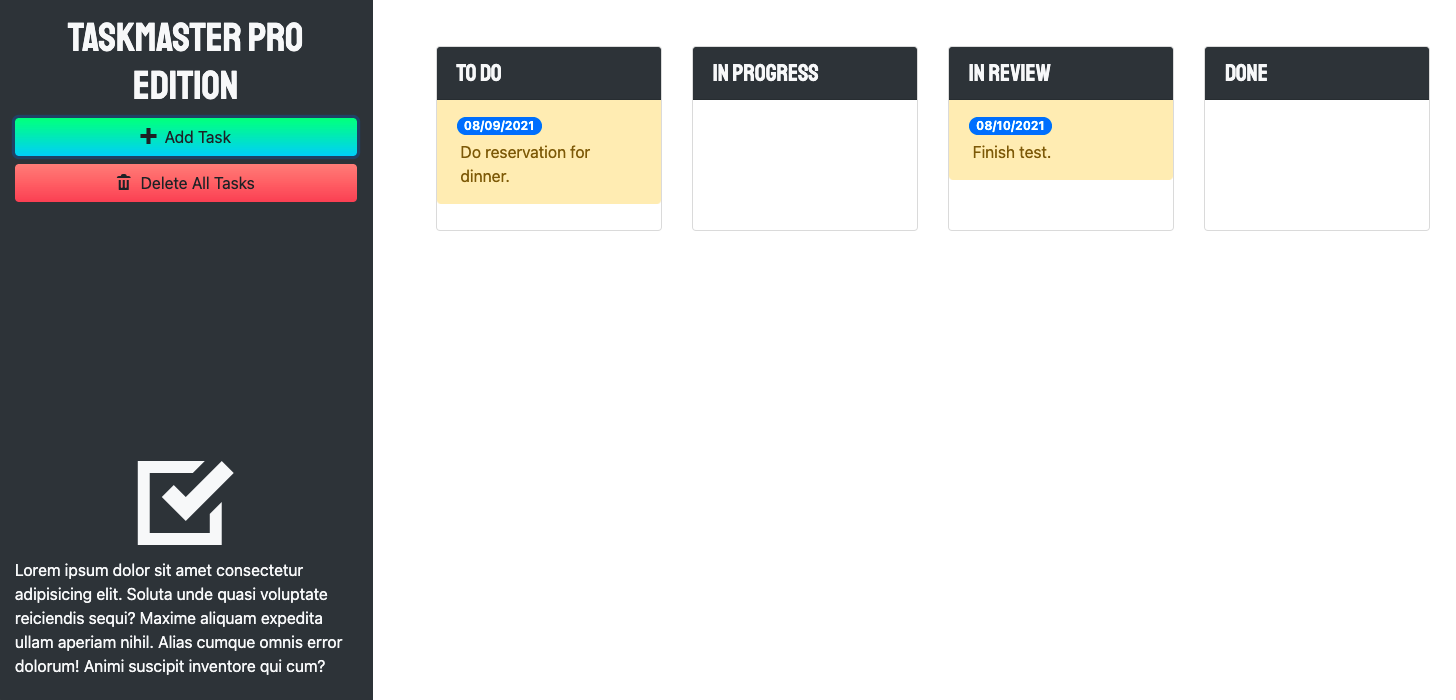 TASKMASTER PRO
EDITION
Add Task
Delete All Tasks
Lorem ipsum dolor sit amet consectetur
adipisicing elit. Soluta unde quasi voluptate
reiciendis sequi? Maxime aliquam expedita
ullam aperiam nihil. Alias cumque omnis error
dolorum! Animi suscipit inventore qui cum?
TO DO
08/09/2021
Do reservation for
dinner.
IN PROGRESS
IN REVIEW
08/10/2021
Finish test.
DONE